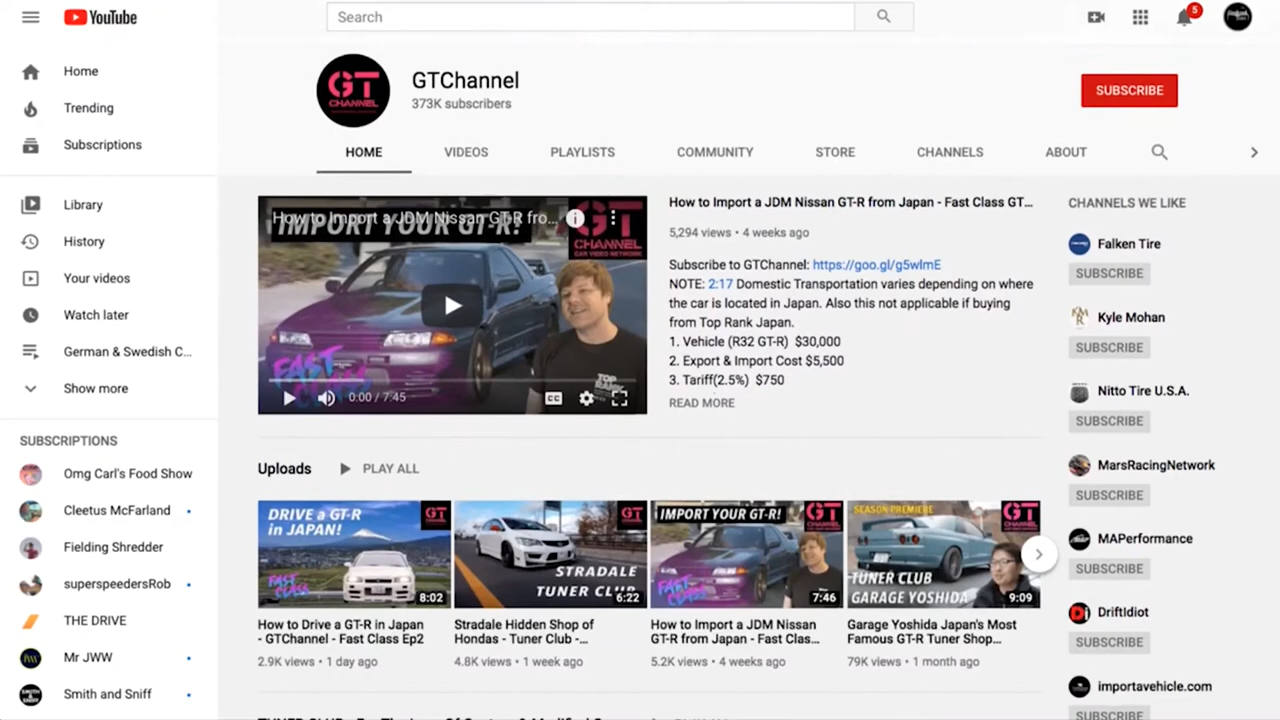 YouTube
Search
5
Home
Trending
Subscriptions
Library
History
Your videos
Watch later
German & Swedish C...
Show more
SUBSCRIPTIONS
Omg Carl's Food Show
Cleetus McFarland
Fielding Shredder
superspeedersRob
THE DRIVE
Mr JWW
Smith and Sniff
GT
CHANNEL
GTChannel
373K subscribers
SUBSCRIBE
HOME
VIDEOS
PLAYLISTS
COMMUNITY
STORE
CHANNELS
ABOUT
How to Import a JDM Nissan GT-R fro...
IMPORT YOUR GT-R!
GT
CHANNEL
CAR VIDEO NETWORK
FAST
CLASS
TOP
RANK
0:00 / 7:45
CC
How to Import a JDM Nissan GT-R from Japan - Fast Class GT...
5,294 views • 4 weeks ago
Subscribe to GTChannel: https://goo.gl/g5wlmE
NOTE: 2:17 Domestic Transportation varies depending on where
the car is located in Japan. Also this not applicable if buying
from Top Rank Japan.
1. Vehicle (R32 GT-R) $30,000
2. Export & Import Cost $5,500
3. Tariff(2.5%) $750
READ MORE
Uploads
PLAY ALL
DRIVE a GT-R
in JAPAN!
GT
FAST
CLASS
8:02
How to Drive a GT-R in Japan
- GTChannel - Fast Class Ep2
2.9K views • 1 day ago
GT
STRADALE
TUNER CLUB
6:22
Stradale Hidden Shop of
Hondas - Tuner Club -...
4.8K views • 1 week ago
IMPORT YOUR GT-R!
GT
CHANNEL
FAST
CLASS
7:46
How to Import a JDM Nissan
GT-R from Japan - Fast Clas...
5.2K views • 4 weeks ago
SEASON PREMIERE
GT
CHANNEL
TUNER CLUB
GARAGE YOSHIDA
9:09
Garage Yoshida Japan's Most
Famous GT-R Tuner Shop...
79K views • 1 month ago
CHANNELS WE LIKE
Falken Tire
SUBSCRIBE
Kyle Mohan
SUBSCRIBE
Nitto Tire U.S.A.
SUBSCRIBE
MarsRacingNetwork
SUBSCRIBE
MAPerformance
SUBSCRIBE
DriftIdiot
SUBSCRIBE
importavehicle.com
SUBSCRIBE